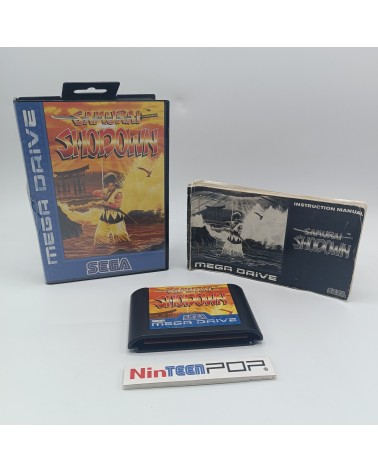 SAMURAI
SHODOWN
MEGA DRIVE
SEGA
INSTRUCTION MANUAL
SAMURAI
SHODOWN
MEGA DRIVE
SEGA
SAMURAI
SHODOWN
MEGA DRIVE
NinTEENPOP.